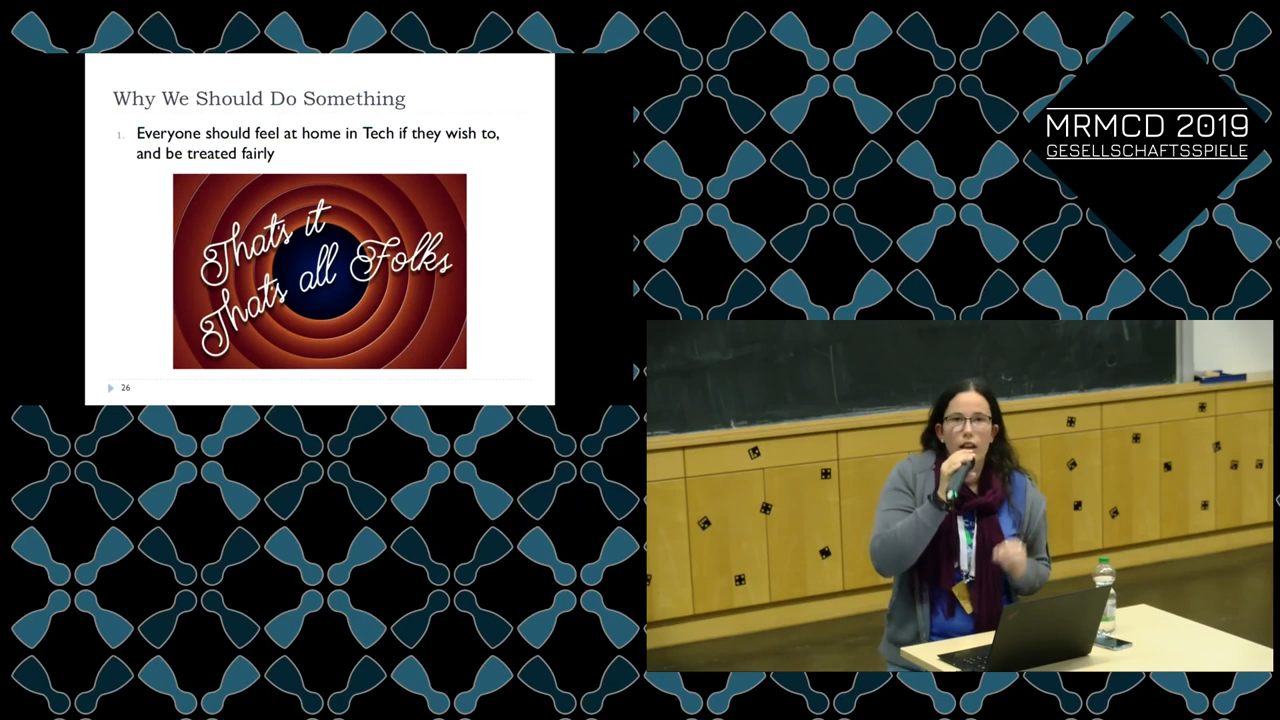 Why We Should Do Something
1. Everyone should feel at home in Tech if they wish to,
and be treated fairly
That's it
That's all Folks
26
MRMCD 2019
GESELLSCHAFTSSPIELE